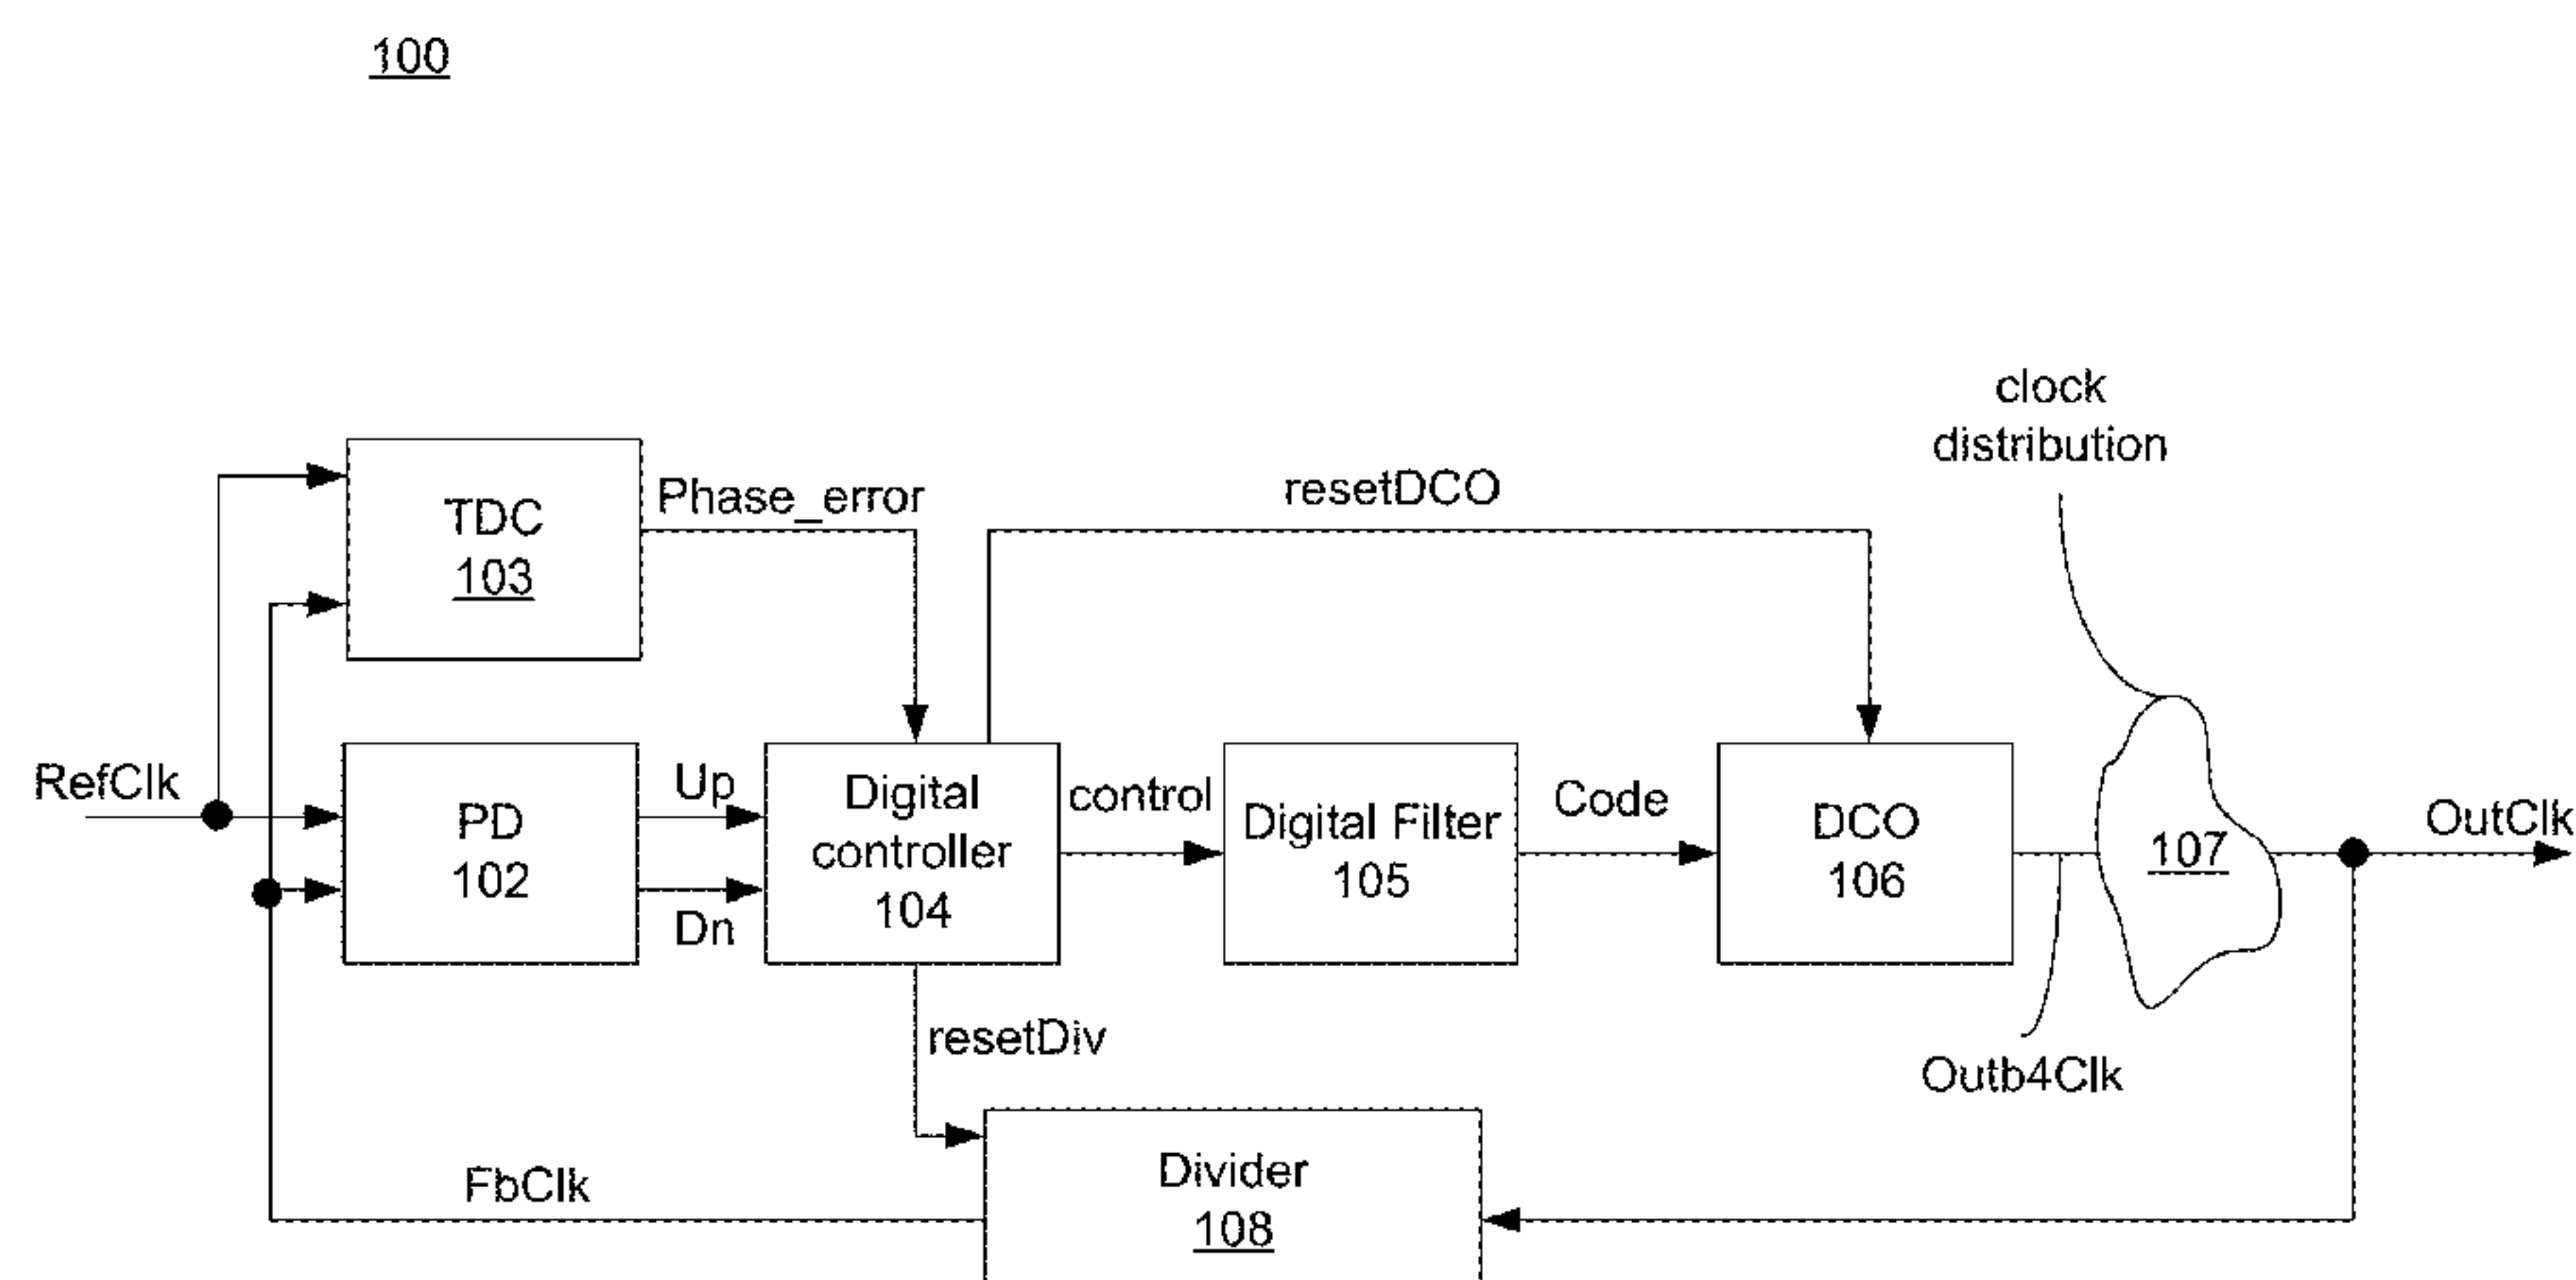 100
clock
distribution
TDC
103
Phase_error
resetDCO
RefClk
PD
102
Up
Dn
Digital
controller
104
control
Digital Filter
105
Code
DCO
106
107
OutClk
resetDiv
Outb4Clk
FbClk
Divider
108